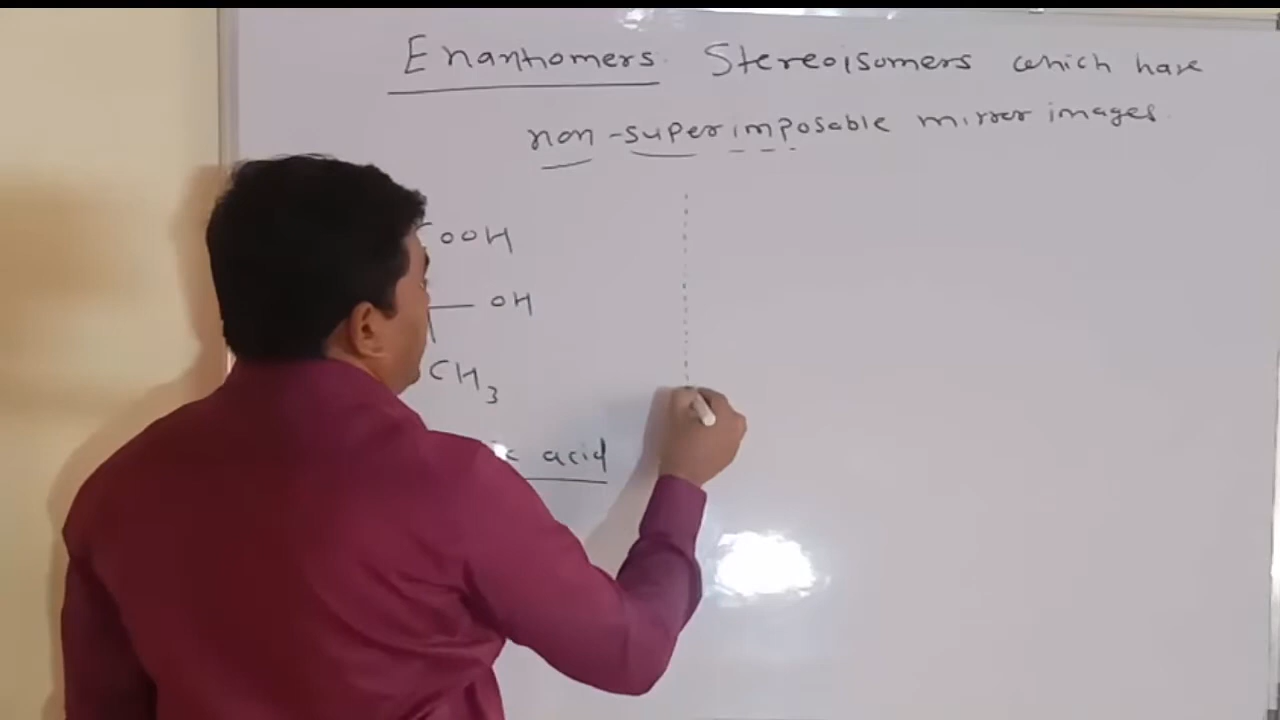 Enantiomers. Stereoisomers which have
non-superimposable mirror images.
COOH
OH
CH3
acid